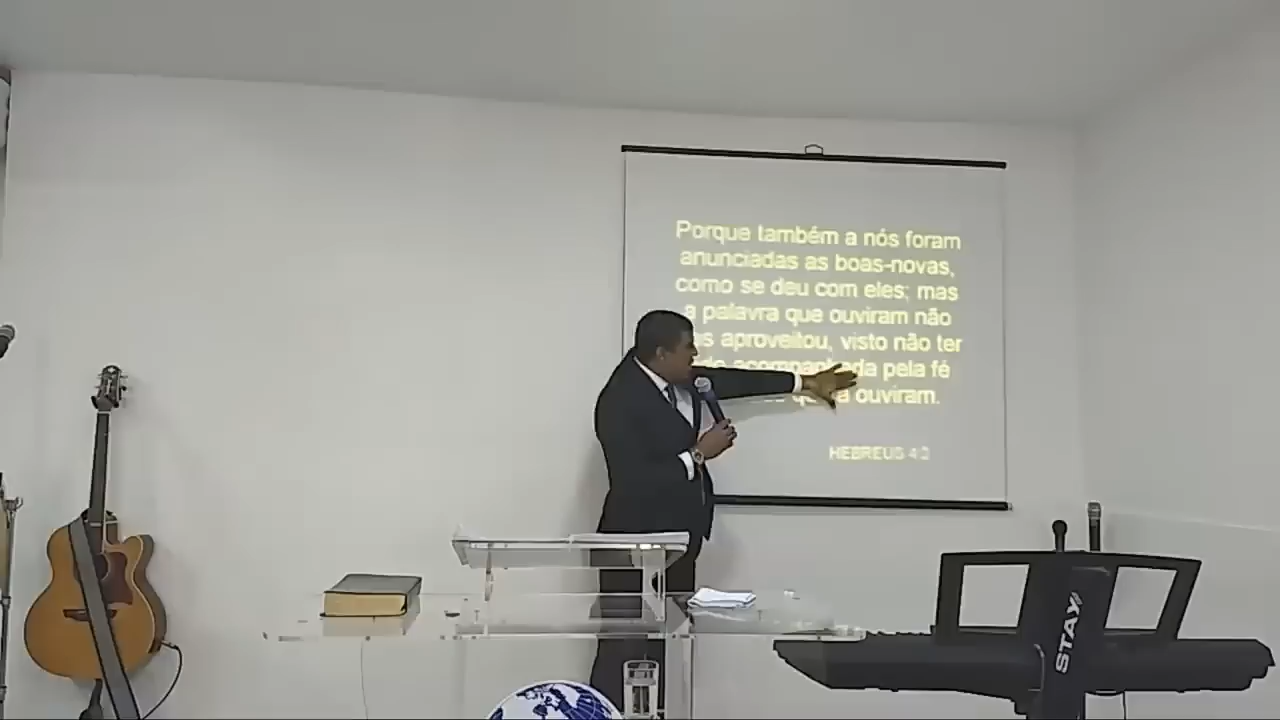 Porque também a nós foram
anunciadas as boas-novas,
como se deu com eles; mas
a palavra que ouviram não
aproveitou, visto não ter
acompanhada pela fé
a ouviram.
HEBREUS 4:2
STAY